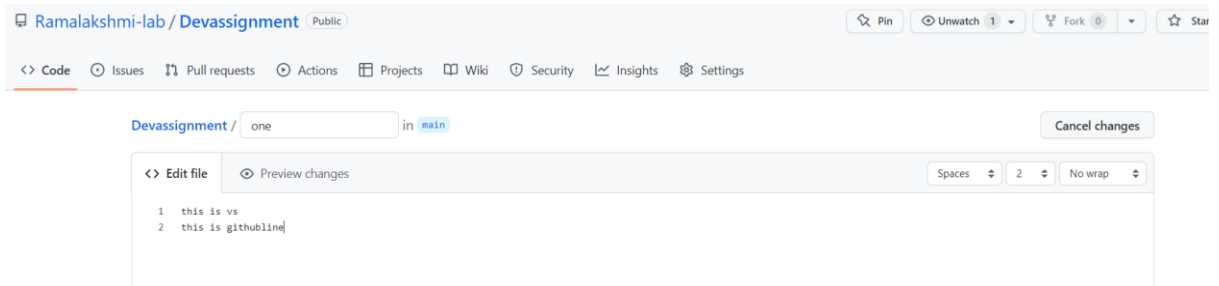 Ramalakshmi-lab / Devassignment Public Pin Unwatch 1 Fork 0 Star
<> Code Issues Pull requests Actions Projects Wiki Security Insights Settings
Devassignment / one in main Cancel changes
<> Edit file Preview changes Spaces 2 No wrap
1 this is vs
2 this is githubline